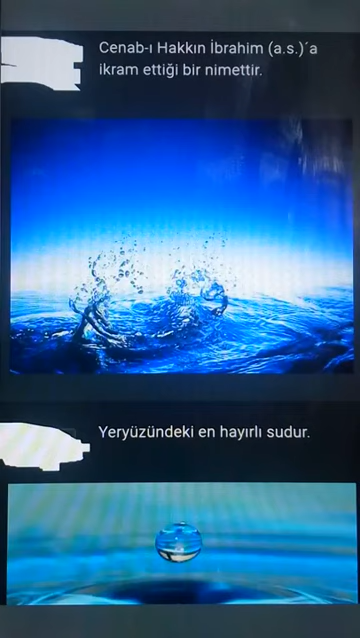 Cenab-ı Hakkın İbrahim (a.s.)´a
ikram ettiği bir nimettir.
Yeryüzündeki en hayırlı sudur.